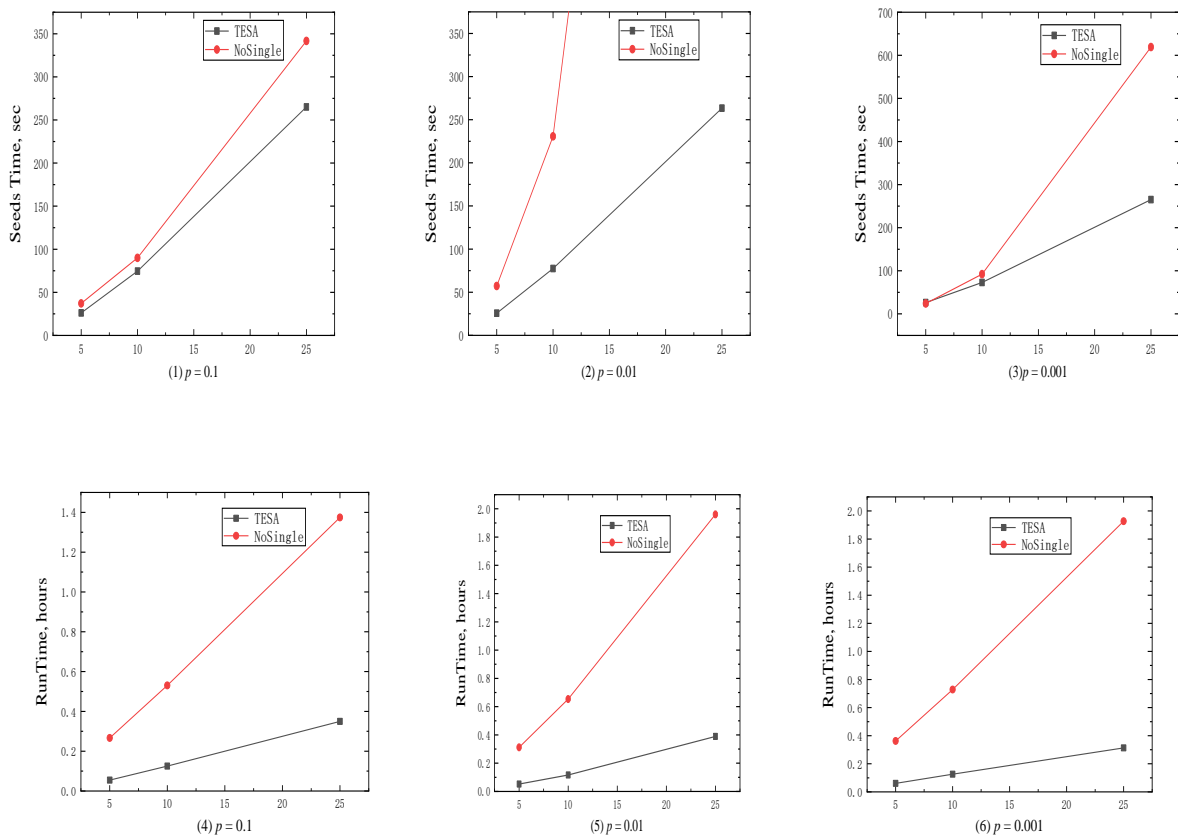 TESA
NoSingle
Seeds Time, sec
350
300
250
200
150
100
50
0
5 10 15 20 25
(1) p = 0.1
TESA
NoSingle
Seeds Time, sec
350
300
250
200
150
100
50
0
5 10 15 20 25
(2) p = 0.01
TESA
NoSingle
Seeds Time, sec
700
600
500
400
300
200
100
0
5 10 15 20 25
(3)p = 0.001
TESA
NoSingle
RunTime, hours
1.4
1.2
1.0
0.8
0.6
0.4
0.2
0.0
5 10 15 20 25
(4) p = 0.1
TESA
NoSingle
RunTime, hours
2.0
1.8
1.6
1.4
1.2
1.0
0.8
0.6
0.4
0.2
0.0
5 10 15 20 25
(5) p = 0.01
TESA
NoSingle
RunTime, hours
2.0
1.8
1.6
1.4
1.2
1.0
0.8
0.6
0.4
0.2
0.0
5 10 15 20 25
(6) p = 0.001